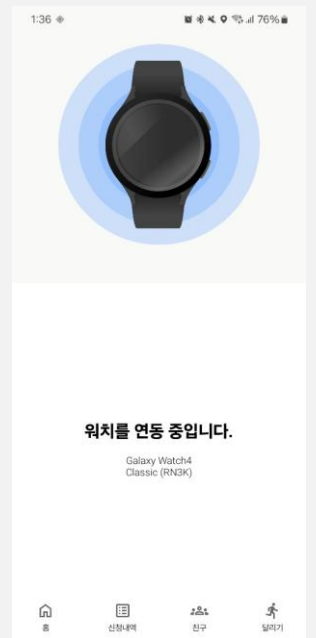 1:36
76%
워치를 연동 중입니다.
Galaxy Watch4
Classic (RN3K)
홈 신청내역 친구 달리기